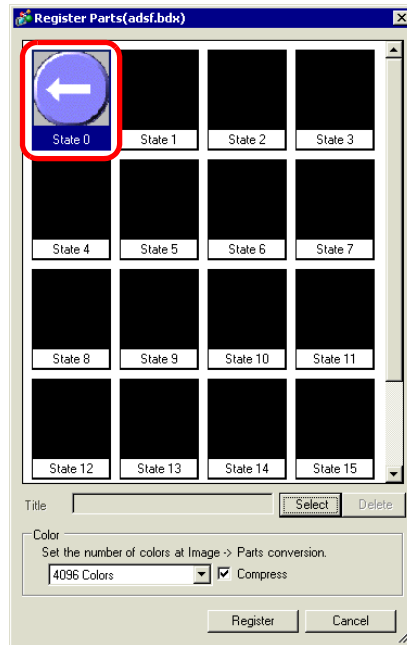 Register Parts(adsf.bdx)
State 0 State 1 State 2 State 3
State 4 State 5 State 6 State 7
State 8 State 9 State 10 State 11
State 12 State 13 State 14 State 15
Title Select Delete
Color
Set the number of colors at Image -> Parts conversion.
4096 Colors Compress
Register Cancel